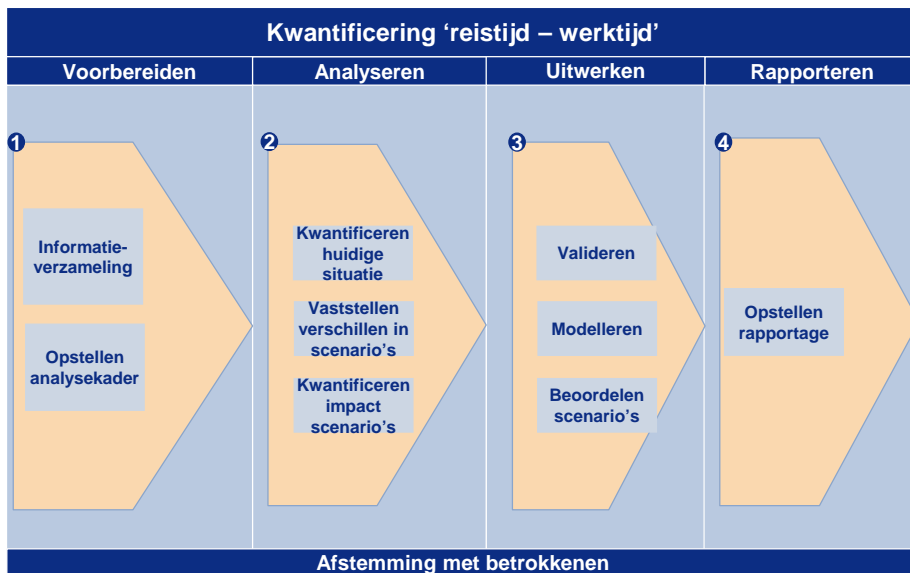 Kwantificering ‘reistijd – werktijd’
Voorbereiden
Analyseren
Uitwerken
Rapporteren
1
Informatie-
verzameling
Opstellen
analysekader
2
Kwantificeren
huidige
situatie
Vaststellen
verschillen in
scenario’s
Kwantificeren
impact
scenario’s
3
Valideren
Modelleren
Beoordelen
scenario’s
4
Opstellen
rapportage
Afstemming met betrokkenen